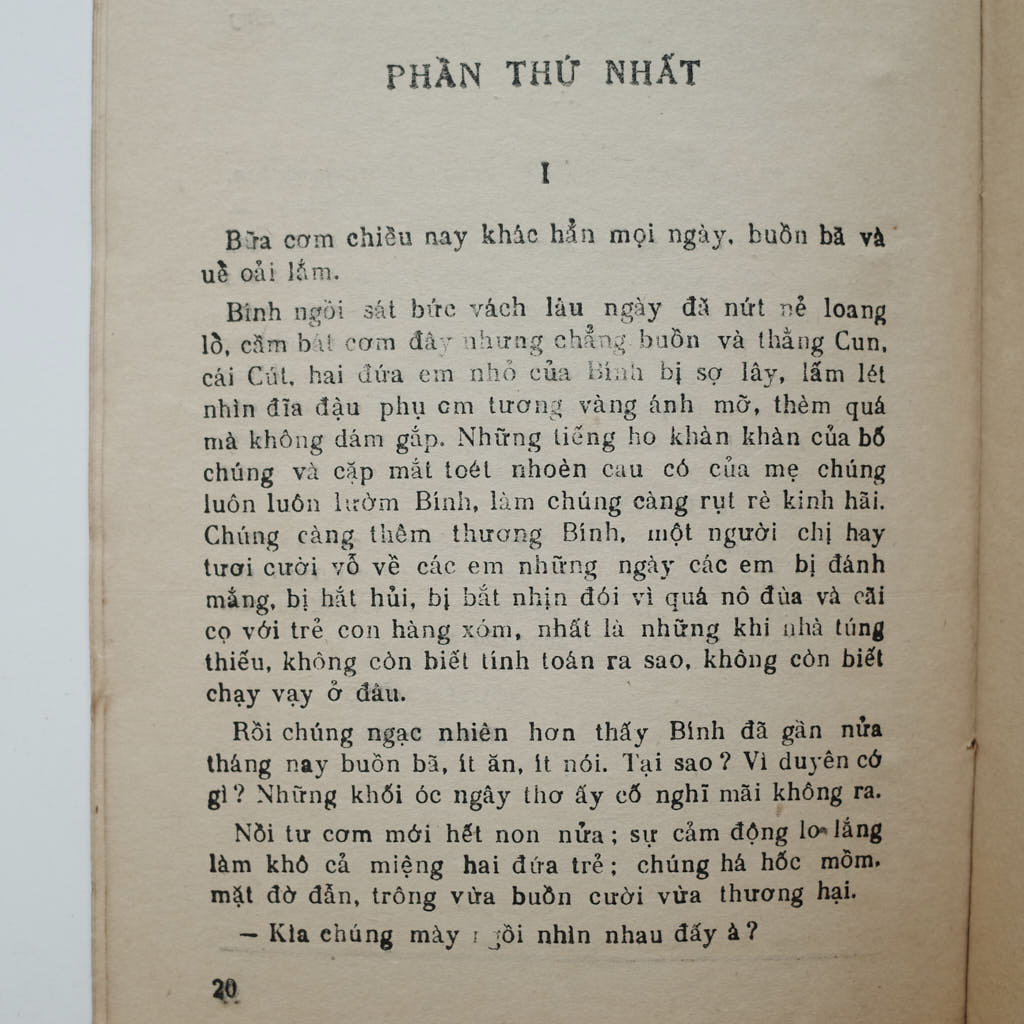 PHẦN THỨ NHẤT
I
Bữa cơm chiều nay khác hẳn mọi ngày, buồn bã và
uề oải lắm.
Bính ngồi sát bức vách lâu ngày đã nứt nẻ loang
lồ, cầm bát cơm đầy nhưng chẳng buồn và thằng Cun,
cái Cút, hai đứa em nhỏ của Bính bị sợ lây, lấm lét
nhìn đĩa đậu phụ om tương vàng ánh mỡ, thèm quá
mà không dám gắp. Những tiếng ho khàn khàn của bố
chúng và cặp mắt toét nhoèn cau có của mẹ chúng
luôn luôn lườm Bính, làm chúng càng rụt rè kinh hãi.
Chúng càng thêm thương Bính, một người chị hay
tươi cười vỗ về các em những ngày các em bị đánh
mắng, bị hắt hủi, bị bắt nhịn đói vì quá nô đùa và cãi
cọ với trẻ con hàng xóm, nhất là những khi nhà túng
thiếu, không còn biết tính toán ra sao, không còn biết
chạy vạy ở đâu.
Rồi chúng ngạc nhiên hơn thấy Bính đã gần nửa
tháng nay buồn bã, ít ăn, ít nói. Tại sao ? Vì duyên cớ
gì ? Những khối óc ngây thơ ấy cố nghĩ mãi không ra.
Nồi tư cơm mới hết non nửa ; sự cảm động lo lắng
làm khô cả miệng hai đứa trẻ ; chúng há hốc mồm,
mặt đờ đẫn, trông vừa buồn cười vừa thương hại.
— Kìa chúng mày ngồi nhìn nhau đấy à ?
20